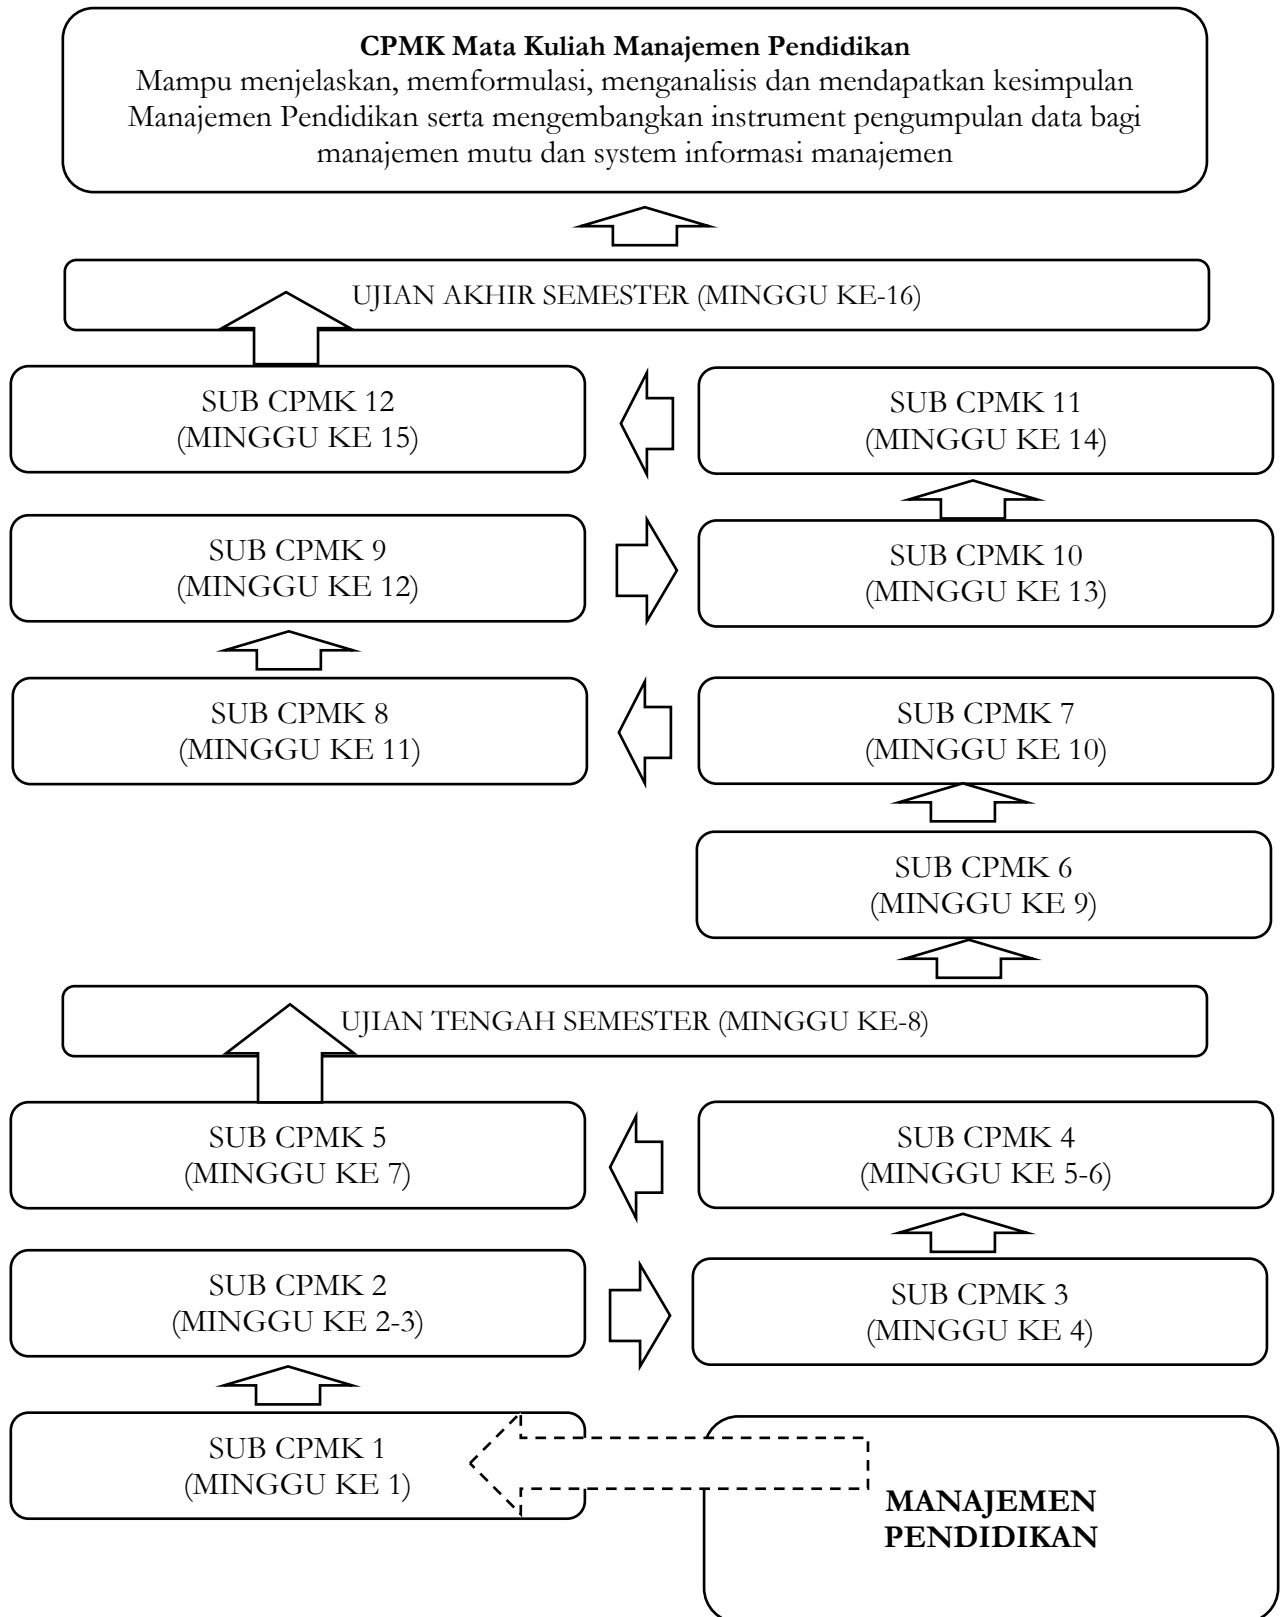 CPMK Mata Kuliah Manajemen Pendidikan
Mampu menjelaskan, memformulasi, menganalisis dan mendapatkan kesimpulan
Manajemen Pendidikan serta mengembangkan instrument pengumpulan data bagi
manajemen mutu dan system informasi manajemen
UJIAN AKHIR SEMESTER (MINGGU KE-16)
SUB CPMK 12
(MINGGU KE 15)
SUB CPMK 11
(MINGGU KE 14)
SUB CPMK 9
(MINGGU KE 12)
SUB CPMK 10
(MINGGU KE 13)
SUB CPMK 8
(MINGGU KE 11)
SUB CPMK 7
(MINGGU KE 10)
SUB CPMK 6
(MINGGU KE 9)
UJIAN TENGAH SEMESTER (MINGGU KE-8)
SUB CPMK 5
(MINGGU KE 7)
SUB CPMK 4
(MINGGU KE 5-6)
SUB CPMK 2
(MINGGU KE 2-3)
SUB CPMK 3
(MINGGU KE 4)
SUB CPMK 1
(MINGGU KE 1)
MANAJEMEN
PENDIDIKAN